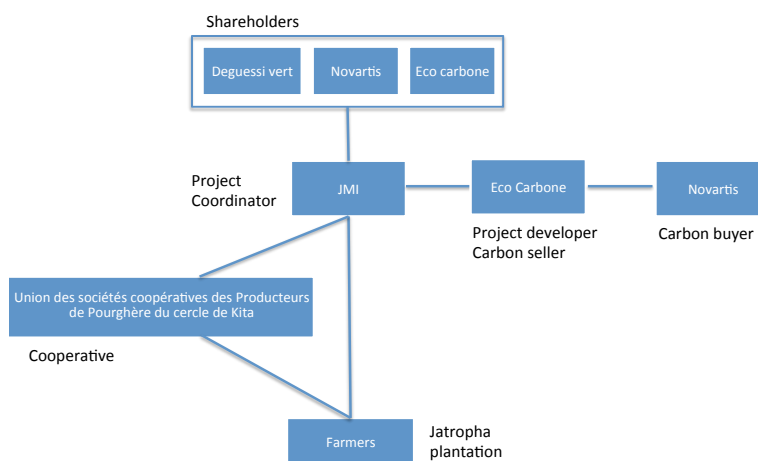 Shareholders
Deguessi vert
Novartis
Eco carbone
Project
Coordinator
JMI
Eco Carbone
Novartis
Project developer
Carbon seller
Carbon buyer
Union des sociétés coopératives des Producteurs
de Pourghère du cercle de Kita
Cooperative
Farmers
Jatropha
plantation